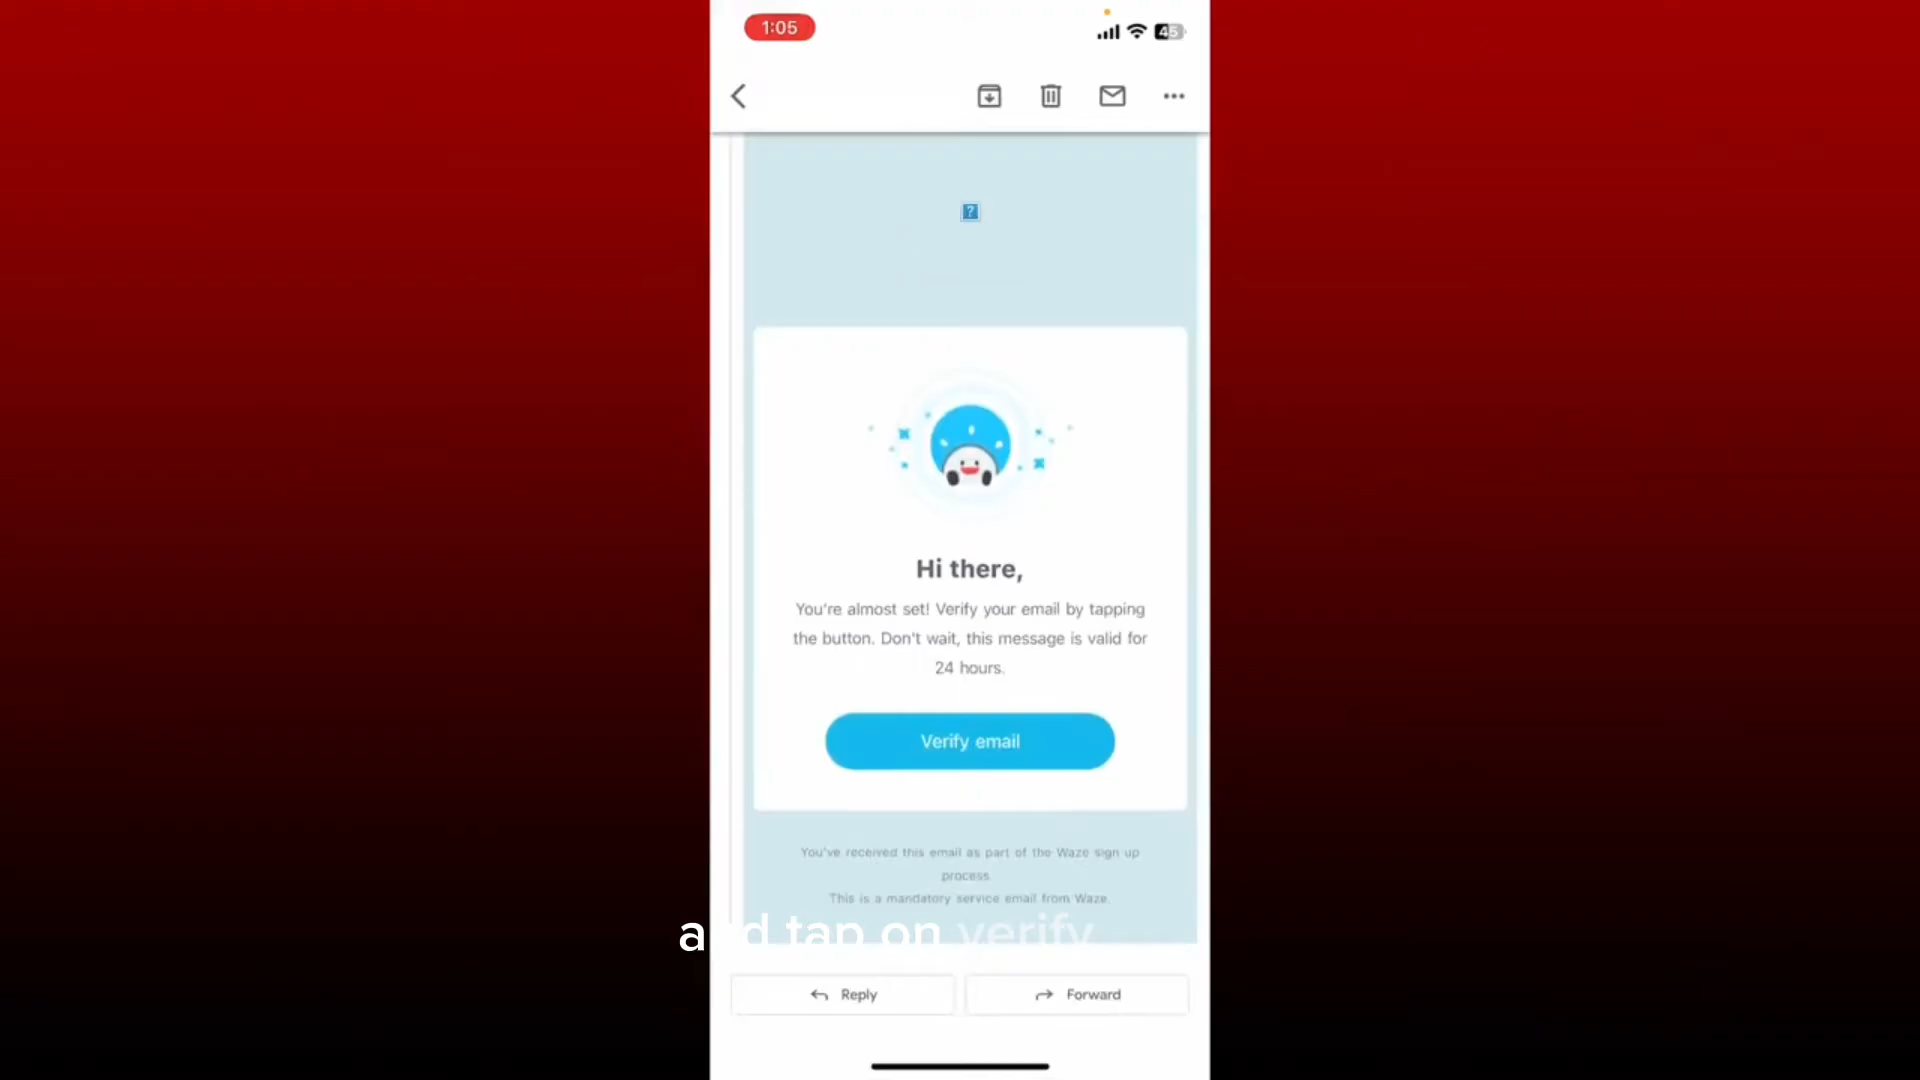 1:05
45
?
Hi there,
You're almost set! Verify your email by tapping
the button. Don't wait, this message is valid for
24 hours.
Verify email
You've received this email as part of the Waze sign up
process
This is a mandatory service email from Waze.
and tap on verify
Reply
Forward